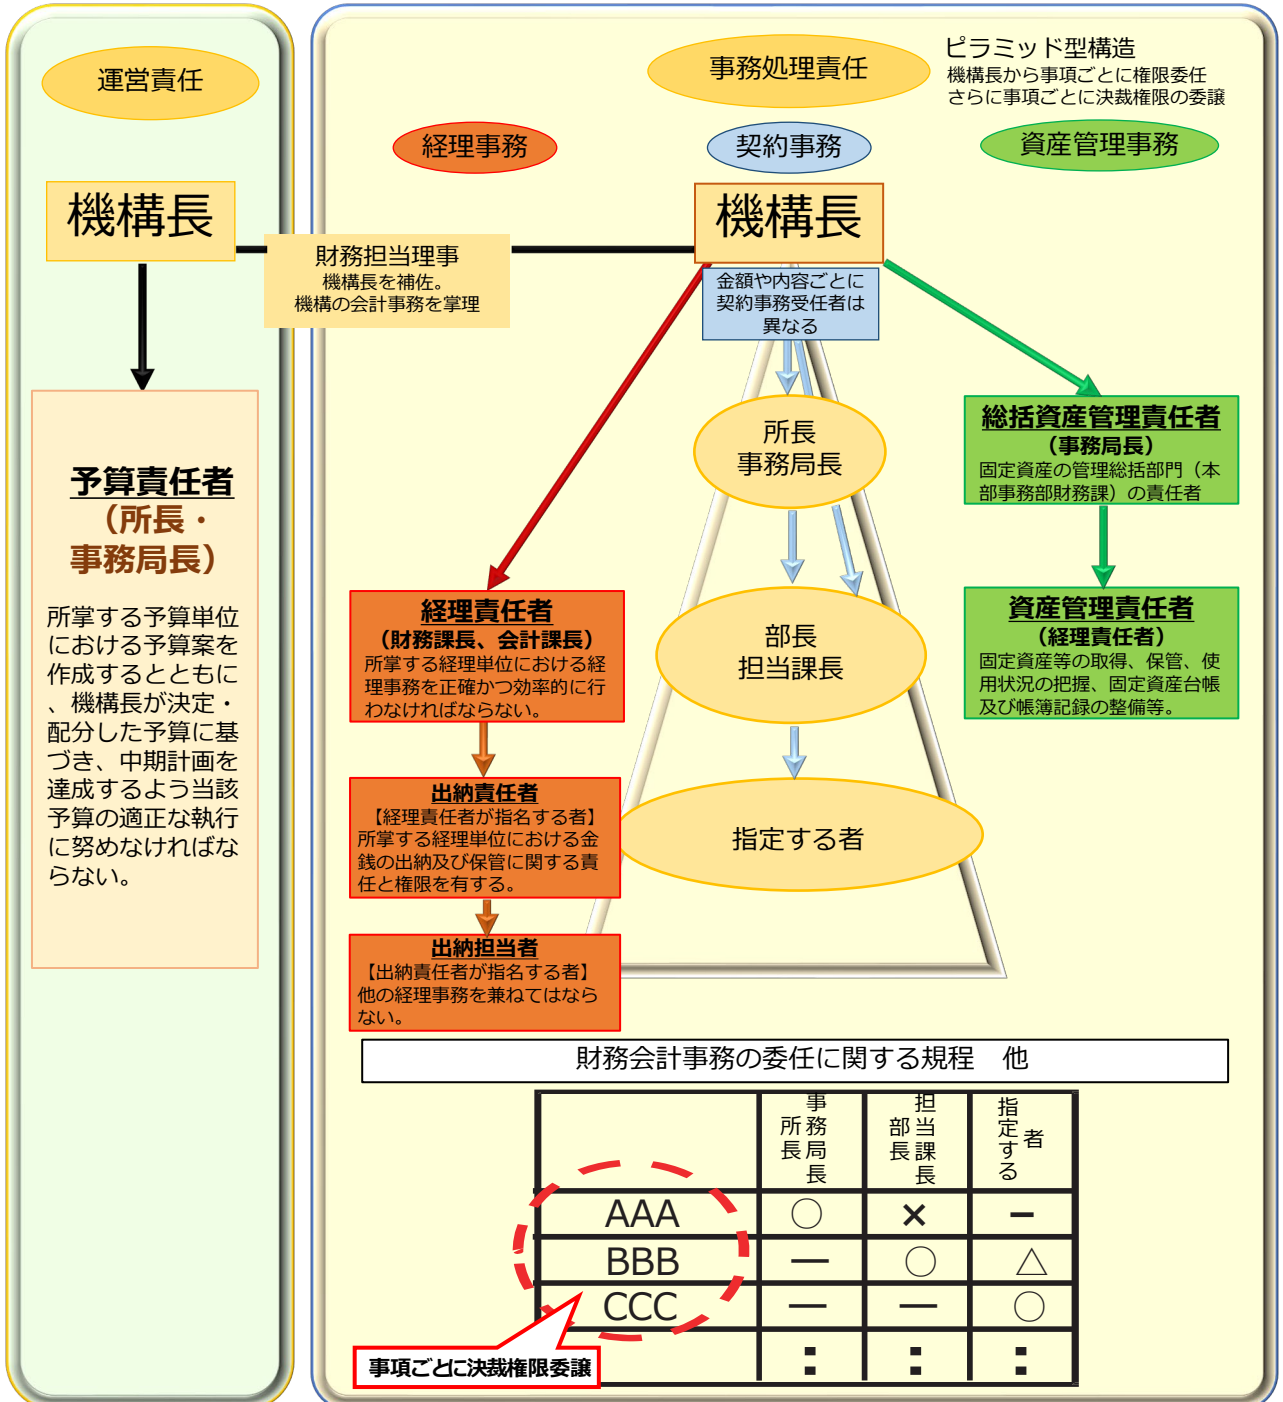 運営責任
機構長
予算責任者
（所長・
事務局長）
所掌する予算単位
における予算案を
作成するとともに
、機構長が決定・
配分した予算に基
づき、中期計画を
達成するよう当該
予算の適正な執行
に努めなければな
らない。
財務担当理事
機構長を補佐。
機構の会計事務を掌理
事務処理責任
ピラミッド型構造
機構長から事項ごとに権限委任
さらに事項ごとに決裁権限の委譲
経理事務
契約事務
資産管理事務
機構長
金額や内容ごとに
契約事務受任者は
異なる
所長
事務局長
部長
担当課長
指定する者
経理責任者
（財務課長、会計課長）
所掌する経理単位における経
理事務を正確かつ効率的に行
わなければならない。
出納責任者
【経理責任者が指名する者】
所掌する経理単位における金
銭の出納及び保管に関する責
任と権限を有する。
出納担当者
【出納責任者が指名する者】
他の経理事務を兼ねてはなら
ない。
総括資産管理責任者
（事務局長）
固定資産の管理総括部門（本
部事務部財務課）の責任者
資産管理責任者
（経理責任者）
固定資産等の取得、保管、使
用状況の把握、固定資産台帳
及び帳簿記録の整備等。
財務会計事務の委任に関する規程　他
所長 事務局長 部長 担当課長 指定する者
AAA ○ × −
BBB — ○ △
CCC — — ○
： ： ：
事項ごとに決裁権限委譲